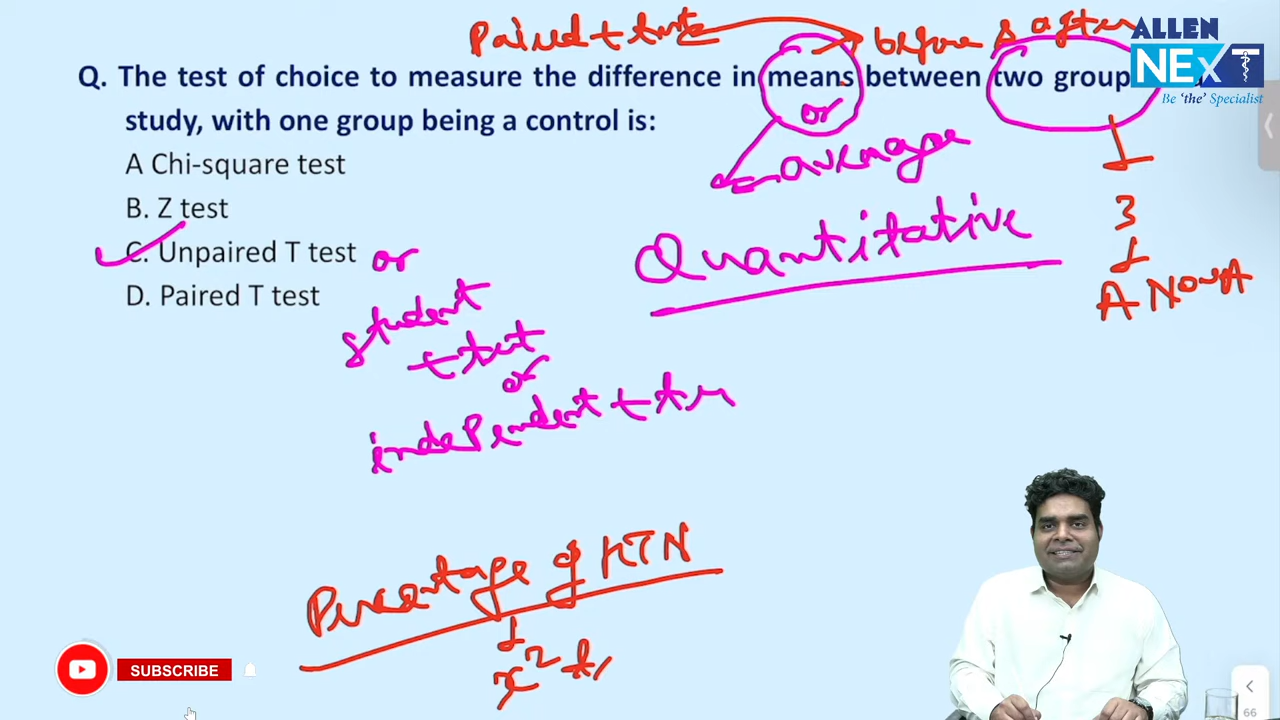 Paired t test → before & after
ALLEN
NEXT
Be 'the' Specialist
Q. The test of choice to measure the difference in means between two group
study, with one group being a control is:
or
average
A Chi-square test
B. Z test
C. Unpaired T test
or
D. Paired T test
student
t test
or
independent t test
Quantitative
3
ANOVA
Percentage of HTN
x² t
SUBSCRIBE
66